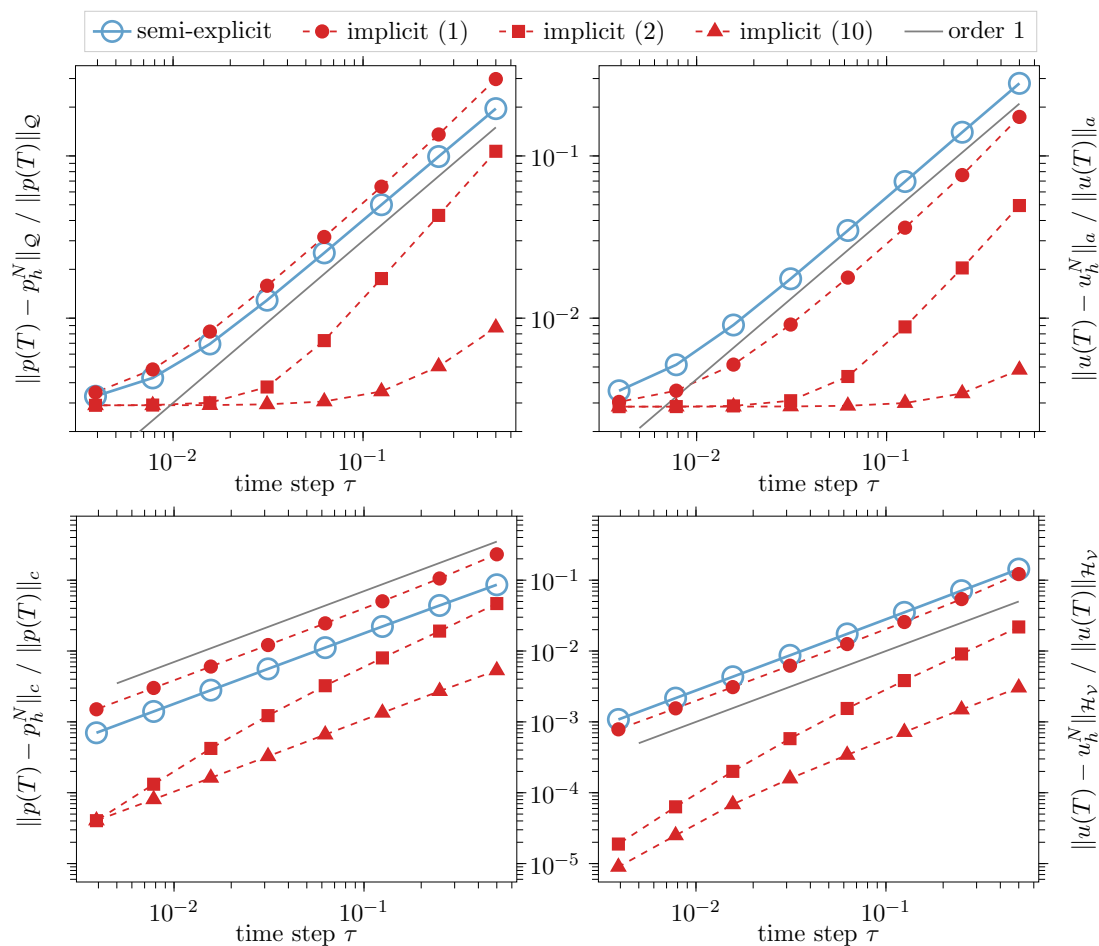 semi-explicit implicit (1) implicit (2) implicit (10) order 1
‖p(T) − p_h^N‖_𝒬 / ‖p(T)‖_𝒬
10^−1
10^−2
‖u(T) − u_h^N‖_a / ‖u(T)‖_a
10^−2 10^−1
time step τ
10^−2 10^−1
time step τ
‖p(T) − p_h^N‖_c / ‖p(T)‖_c
10^−1
10^−2
10^−3
10^−4
10^−5
‖u(T) − u_h^N‖_{ℋ_𝒱} / ‖u(T)‖_{ℋ_𝒱}
10^−2 10^−1
time step τ
10^−2 10^−1
time step τ